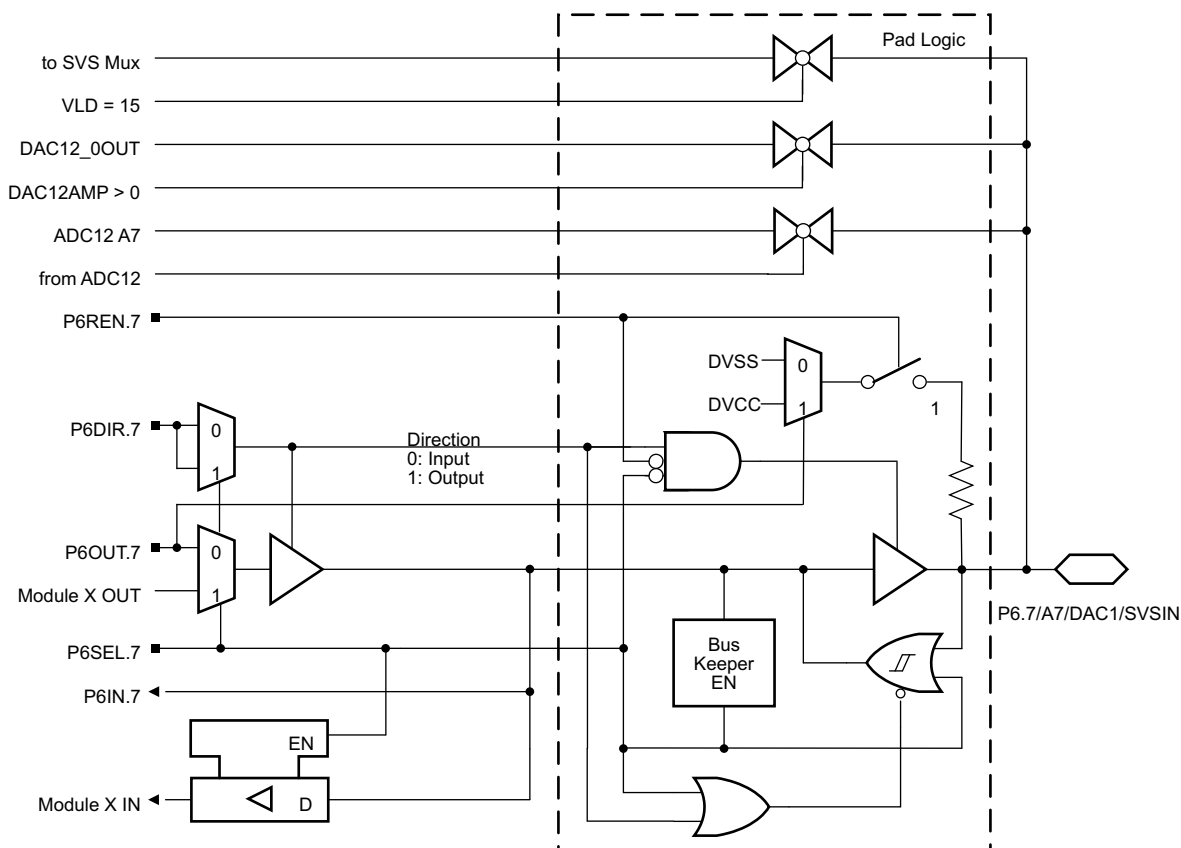 Pad Logic
to SVS Mux
VLD = 15
DAC12_0OUT
DAC12AMP > 0
ADC12 A7
from ADC12
P6REN.7
DVSS
0
DVCC
1
1
P6DIR.7
0
1
Direction
0: Input
1: Output
P6OUT.7
0
Module X OUT
1
P6.7/A7/DAC1/SVSIN
P6SEL.7
Bus
Keeper
EN
P6IN.7
EN
Module X IN
D